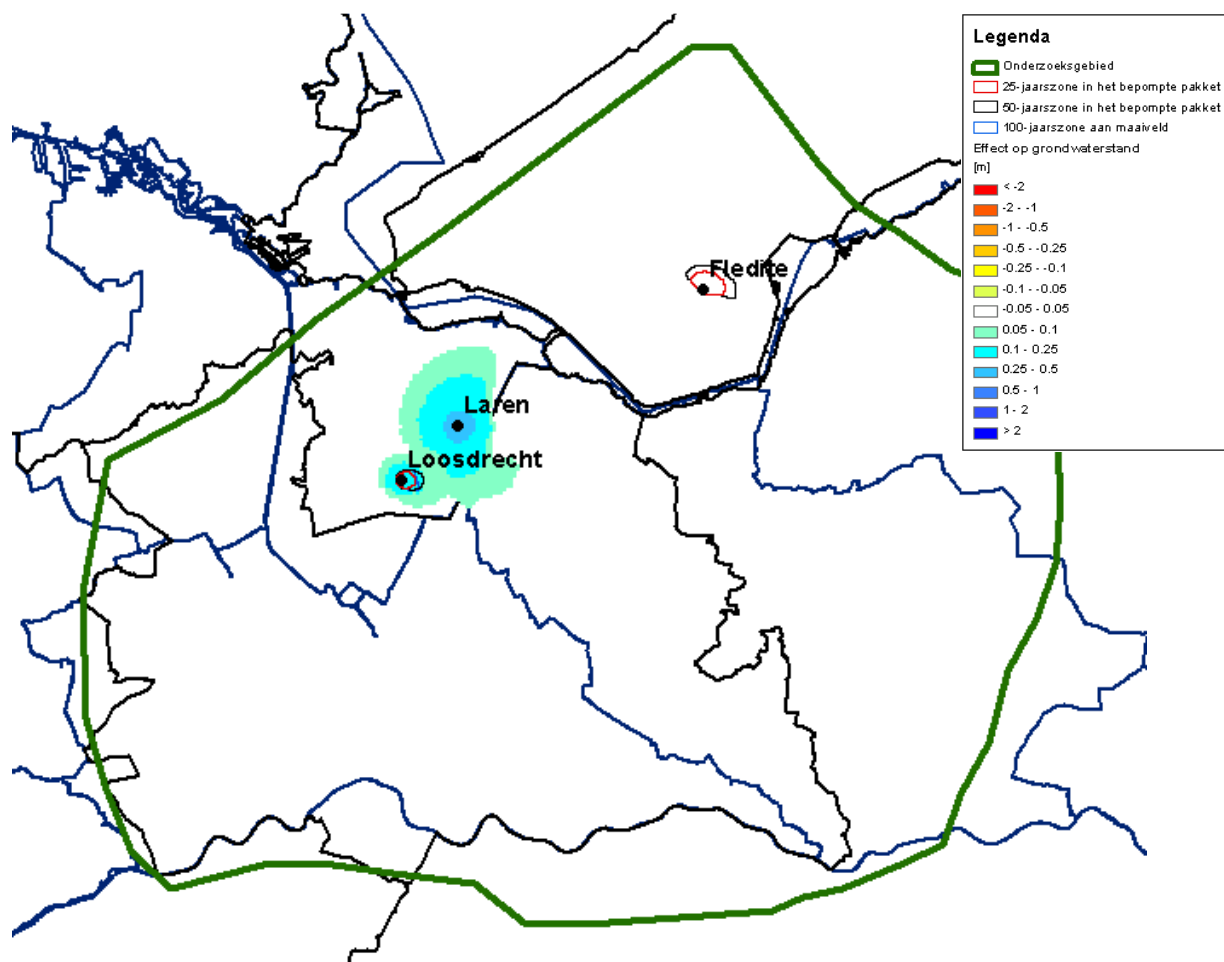 Legenda
Onderzoeksgebied
25-jaarszone in het bepompte pakket
50-jaarszone in het bepompte pakket
100-jaarszone aan maaiveld
Effect op grondwaterstand
[m]
< -2
-2 - -1
-1 - -0.5
-0.5 - -0.25
-0.25 - -0.1
-0.1 - -0.05
-0.05 - 0.05
0.05 - 0.1
0.1 - 0.25
0.25 - 0.5
0.5 - 1
1 - 2
> 2
Fledite
Laren
Loosdrecht